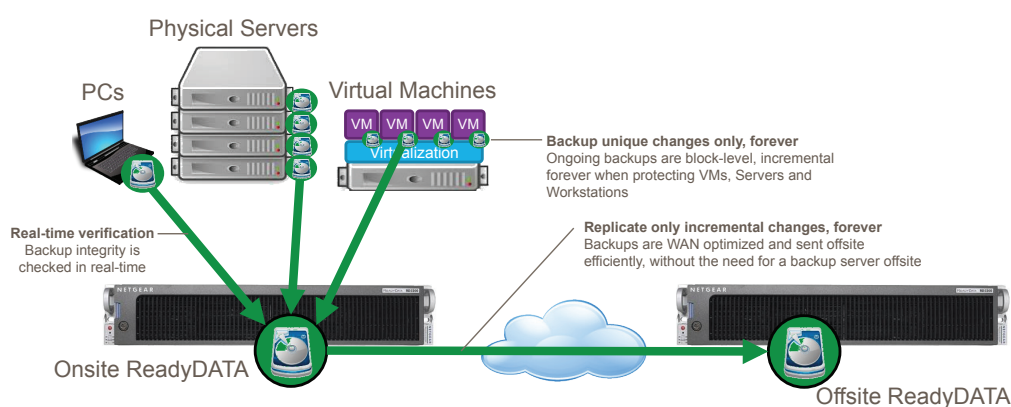 Physical Servers
PCs
Virtual Machines
VM VM VM VM
Virtualization
Backup unique changes only, forever
Ongoing backups are block-level, incremental
forever when protecting VMs, Servers and
Workstations
Real-time verification
Backup integrity is
checked in real-time
Replicate only incremental changes, forever
Backups are WAN optimized and sent offsite
efficiently, without the need for a backup server offsite
NETGEAR
NETGEAR
Onsite ReadyDATA
Offsite ReadyDATA